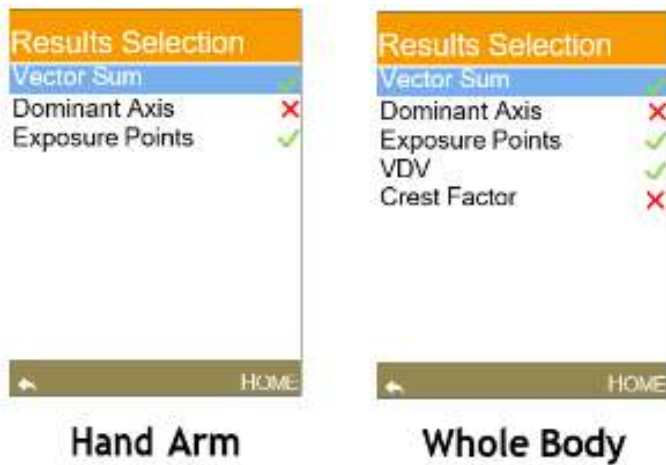 Results Selection
Vector Sum
Dominant Axis
Exposure Points
HOME
Hand Arm
Results Selection
Vector Sum
Dominant Axis
Exposure Points
VDV
Crest Factor
HOME
Whole Body